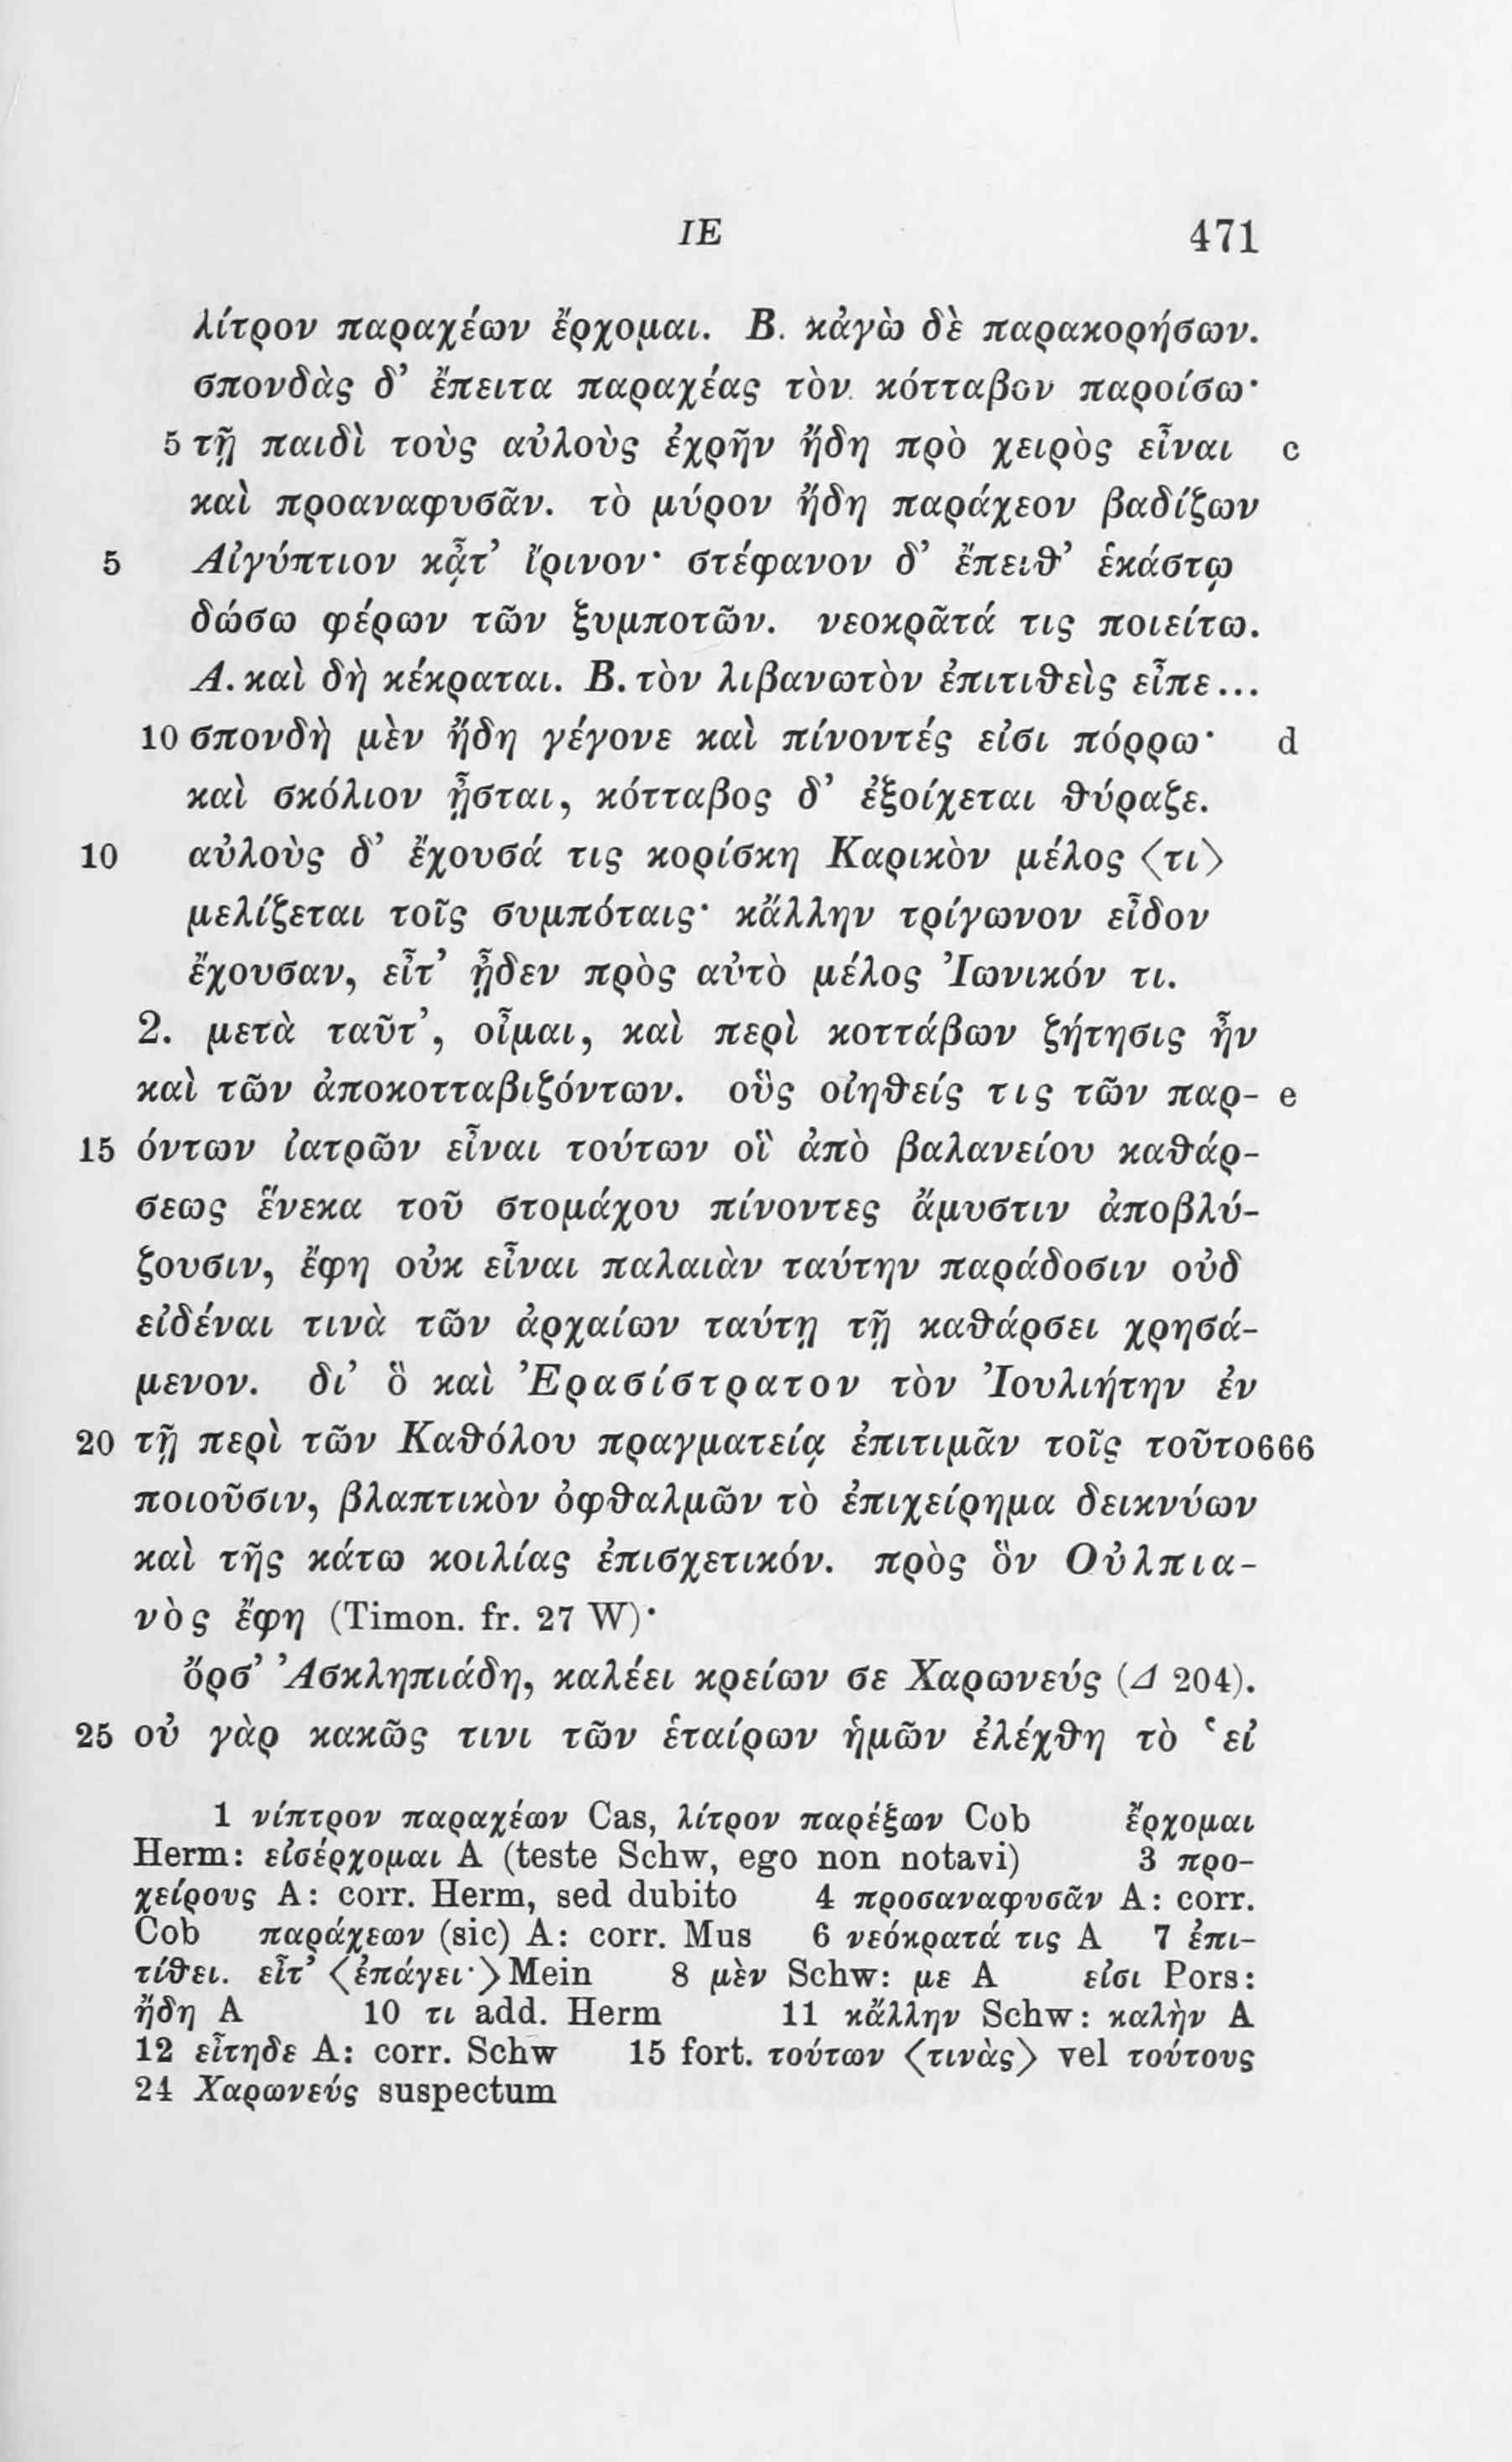 ΙΕ 471
λίτρον παραχέων ἔρχομαι. Β. κἀγὼ δὲ παρακορήσων.
σπονδὰς δ’ ἔπειτα παραχέας τὸν κότταβον παροίσω·
5 τῇ παιδὶ τοὺς αὐλοὺς ἐχρῆν ἤδη πρὸ χειρὸς εἶναι c
καὶ προαναφυσᾶν. τὸ μύρον ἤδη παράχεον βαδίζων
5 Αἰγύπτιον κᾆτ’ ἴρινον· στέφανον δ’ ἔπειθ’ ἑκάστῳ
δώσω φέρων τῶν ξυμποτῶν. νεοκρᾶτά τις ποιείτω.
Α. καὶ δὴ κέκραται. Β. τὸν λιβανωτὸν ἐπιτιθεὶς εἶπε...
10 σπονδὴ μὲν ἤδη γέγονε καὶ πίνοντές εἰσι πόρρω· d
καὶ σκόλιον ᾖσται, κότταβος δ’ ἐξοίχεται θύραζε.
10 αὐλοὺς δ’ ἔχουσά τις κορίσκη Καρικὸν μέλος ⟨τι⟩
μελίζεται τοῖς συμπόταις· κἄλλην τρίγωνον εἶδον
ἔχουσαν, εἶτ’ ᾖδεν πρὸς αὐτὸ μέλος Ἰωνικόν τι.
2. μετὰ ταῦτ’, οἶμαι, καὶ περὶ κοττάβων ζήτησις ἦν
καὶ τῶν ἀποκοτταβιζόντων. οὓς οἰηθείς τις τῶν παρ- e
15 όντων ἰατρῶν εἶναι τούτων οἳ ἀπὸ βαλανείου καθάρ-
σεως ἕνεκα τοῦ στομάχου πίνοντες ἄμυστιν ἀποβλύ-
ζουσιν, ἔφη οὐκ εἶναι παλαιὰν ταύτην παράδοσιν οὐδ
εἰδέναι τινὰ τῶν ἀρχαίων ταύτῃ τῇ καθάρσει χρησά-
μενον. δι’ ὃ καὶ Ἐρασίστρατον τὸν Ἰουλιήτην ἐν
20 τῇ περὶ τῶν Καθόλου πραγματείᾳ ἐπιτιμᾶν τοῖς τοῦτο 666
ποιοῦσιν, βλαπτικὸν ὀφθαλμῶν τὸ ἐπιχείρημα δεικνύων
καὶ τῆς κάτω κοιλίας ἐπισχετικόν. πρὸς ὃν Οὐλπια-
νὸς ἔφη (Timon. fr. 27 W)·
ὄρσ’ Ἀσκληπιάδη, καλέει κρείων σε Χαρωνεύς (Δ 204).
25 οὐ γὰρ κακῶς τινι τῶν ἑταίρων ἡμῶν ἐλέχθη τὸ ‘εἰ
1 νίπτρον παραχέων Cas, λίτρον παρέξων Cob ἔρχομαι
Herm: εἰσέρχομαι A (teste Schw, ego non notavi) 3 προ-
χείρους A: corr. Herm, sed dubito 4 προσαναφυσᾶν A: corr.
Cob παράχεων (sic) A: corr. Mus 6 νεόκρατά τις A 7 ἐπι-
τίθει. εἶτ’ ⟨ἐπάγει·⟩ Mein 8 μὲν Schw: με A εἰσι Pors:
ἤδη A 10 τι add. Herm 11 κἄλλην Schw: καλὴν A
12 εἶτηδε A: corr. Schw 15 fort. τούτων ⟨τινὰς⟩ vel τούτους
24 Χαρωνεύς suspectum